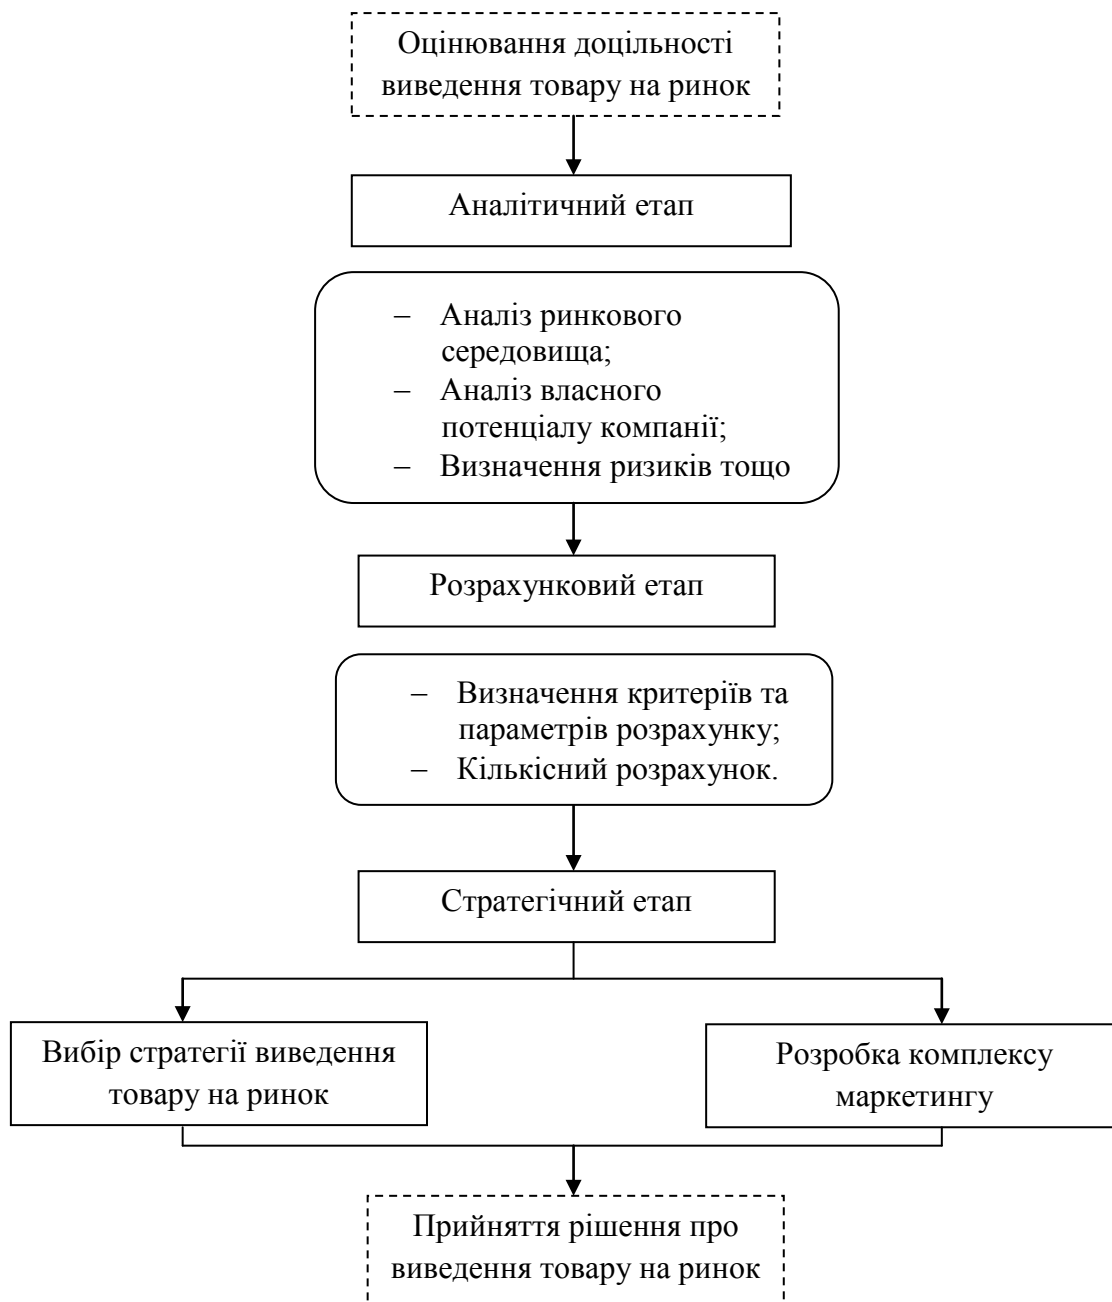 Оцінювання доцільності
виведення товару на ринок
Аналітичний етап
– Аналіз ринкового
середовища;
– Аналіз власного
потенціалу компанії;
– Визначення ризиків тощо
Розрахунковий етап
– Визначення критеріїв та
параметрів розрахунку;
– Кількісний розрахунок.
Стратегічний етап
Вибір стратегії виведення
товару на ринок
Розробка комплексу
маркетингу
Прийняття рішення про
виведення товару на ринок